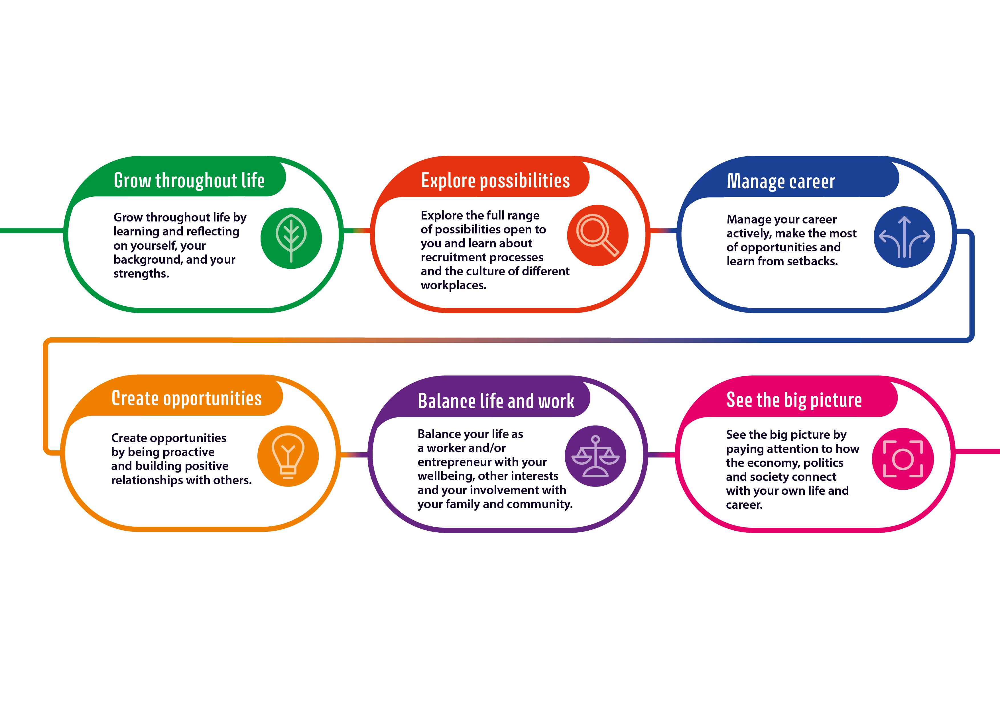 Grow throughout life
Grow throughout life by
learning and reflecting
on yourself, your
background, and your
strengths.
Explore possibilities
Explore the full range
of possibilities open to
you and learn about
recruitment processes
and the culture of different
workplaces.
Manage career
Manage your career
actively, make the most
of opportunities and
learn from setbacks.
Create opportunities
Create opportunities
by being proactive
and building positive
relationships with others.
Balance life and work
Balance your life as
a worker and/or
entrepreneur with your
wellbeing, other interests
and your involvement with
your family and community.
See the big picture
See the big picture by
paying attention to how
the economy, politics
and society connect
with your own life and
career.